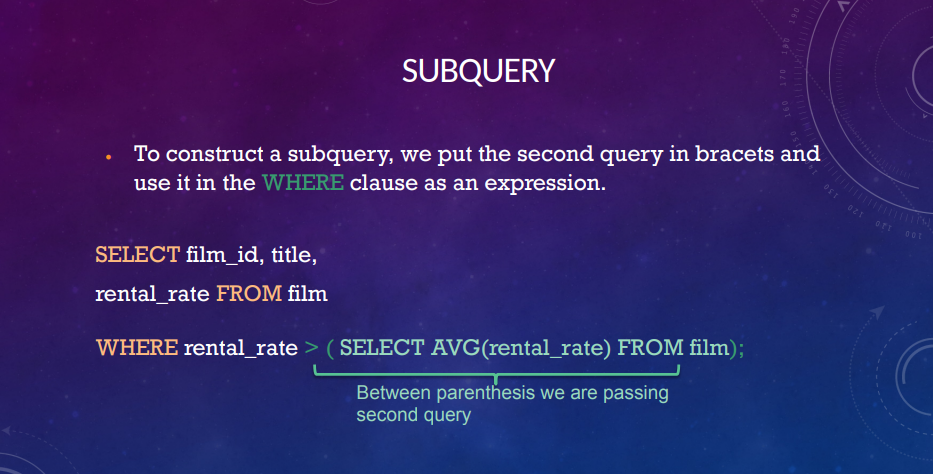 SUBQUERY
• To construct a subquery, we put the second query in bracets and
use it in the WHERE clause as an expression.
SELECT film_id, title,
rental_rate FROM film
WHERE rental_rate > ( SELECT AVG(rental_rate) FROM film);
Between parenthesis we are passing
second query